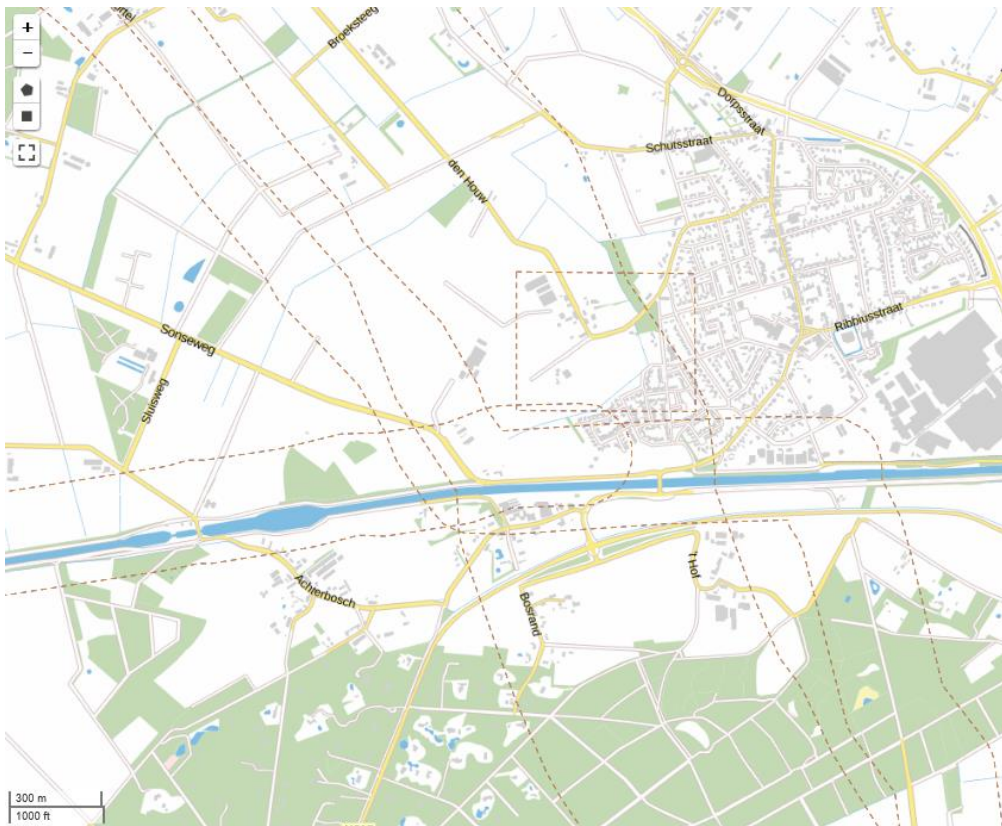 +
−
Broeksteeg
Dorpsstraat
Schutsstraat
den Houw
Ribbiusstraat
Sonseweg
Sluisweg
't Hof
Achterbosch
Bosrand
300 m
1000 ft